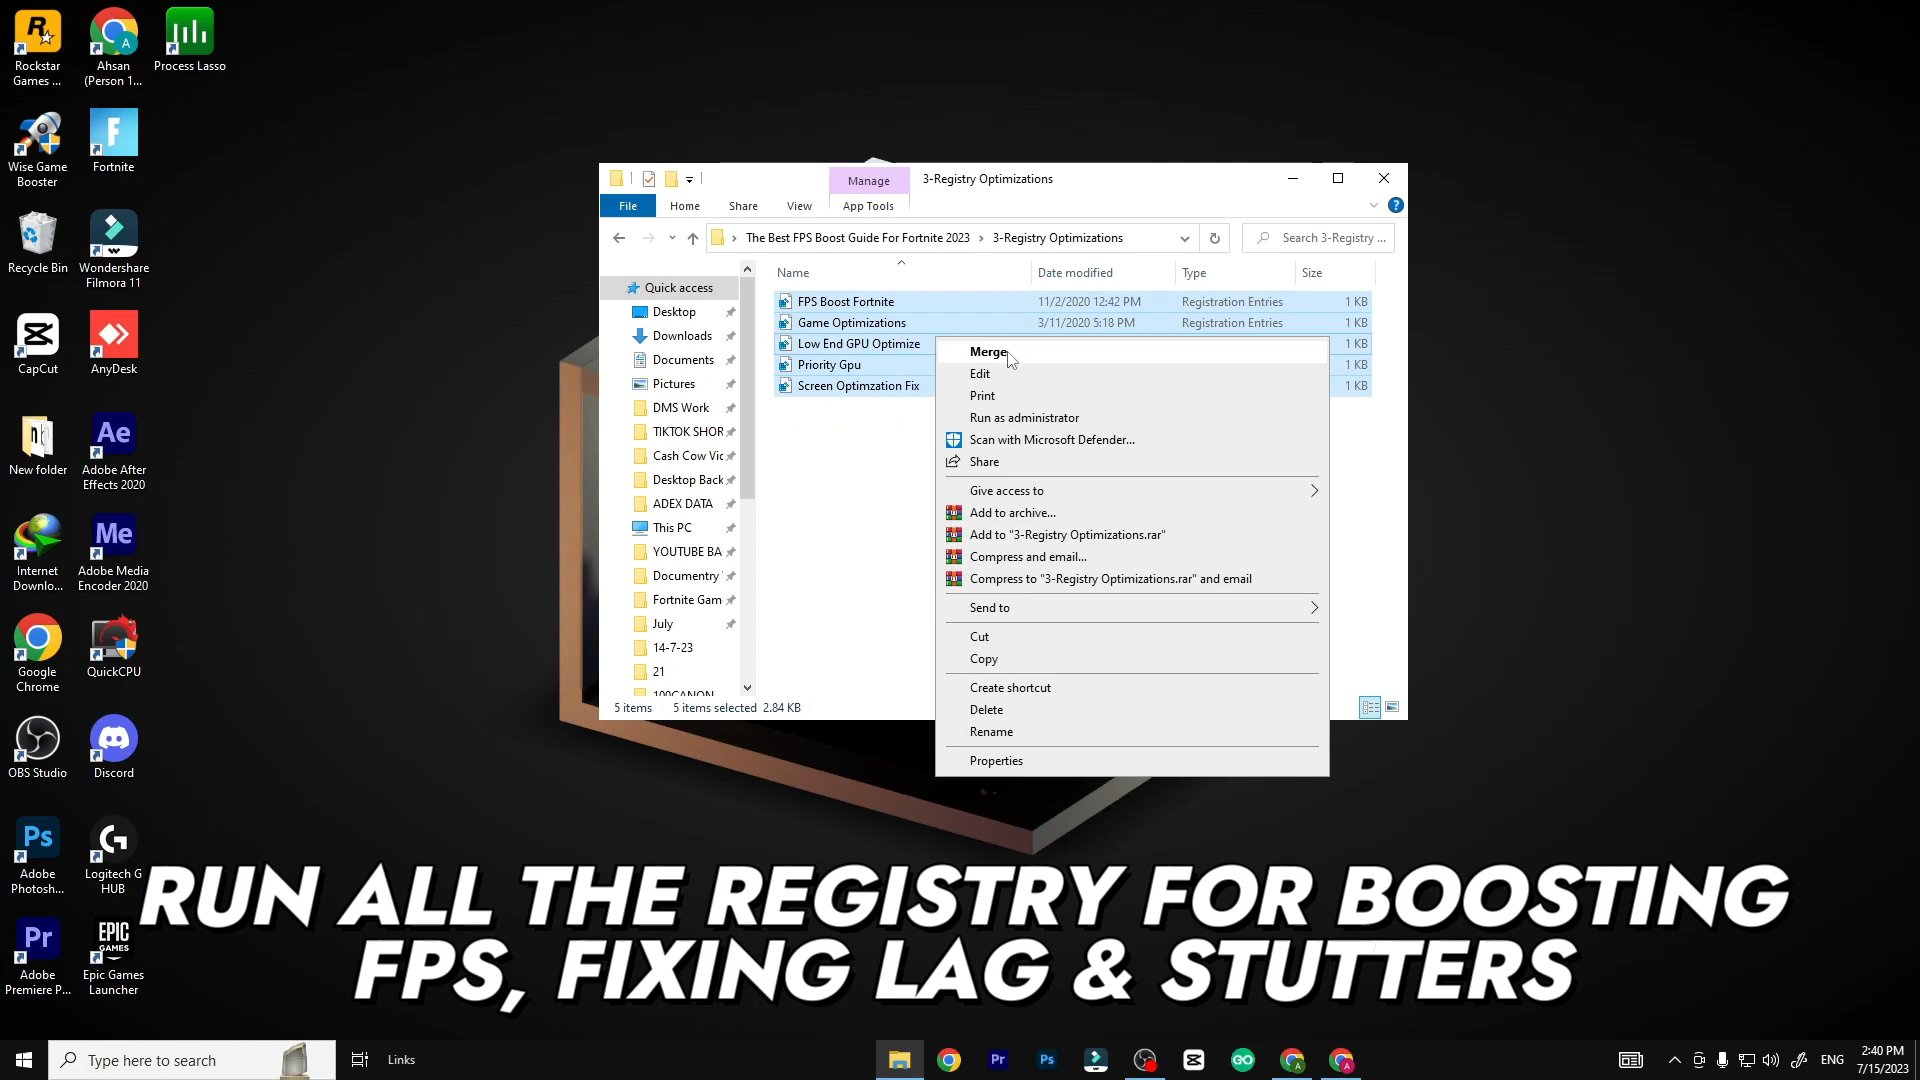 Rockstar
Games ...
Ahsan
(Person 1...
Process Lasso
Wise Game
Booster
Fortnite
Recycle Bin
Wondershare
Filmora 11
CapCut
AnyDesk
New folder
Adobe After
Effects 2020
Internet
Downlo...
Adobe Media
Encoder 2020
Google
Chrome
QuickCPU
OBS Studio
Discord
Adobe
Photosh...
Logitech G
HUB
Adobe
Premiere P...
Epic Games
Launcher
Manage
3-Registry Optimizations
File
Home
Share
View
App Tools
The Best FPS Boost Guide For Fortnite 2023
3-Registry Optimizations
Search 3-Registry ...
Name
Date modified
Type
Size
Quick access
Desktop
Downloads
Documents
Pictures
DMS Work
TIKTOK SHOR
Cash Cow Vic
Desktop Back
ADEX DATA
This PC
YOUTUBE BA
Documentry
Fortnite Gam
July
14-7-23
21
100CANON
FPS Boost Fortnite 11/2/2020 12:42 PM Registration Entries 1 KB
Game Optimizations 3/11/2020 5:18 PM Registration Entries 1 KB
Low End GPU Optimize 1 KB
Priority Gpu 1 KB
Screen Optimzation Fix 1 KB
Merge
Edit
Print
Run as administrator
Scan with Microsoft Defender...
Share
Give access to
Add to archive...
Add to "3-Registry Optimizations.rar"
Compress and email...
Compress to "3-Registry Optimizations.rar" and email
Send to
Cut
Copy
Create shortcut
Delete
Rename
Properties
5 items 5 items selected 2.84 KB
RUN ALL THE REGISTRY FOR BOOSTING
FPS, FIXING LAG & STUTTERS
Type here to search
Links
ENG
2:40 PM
7/15/2023